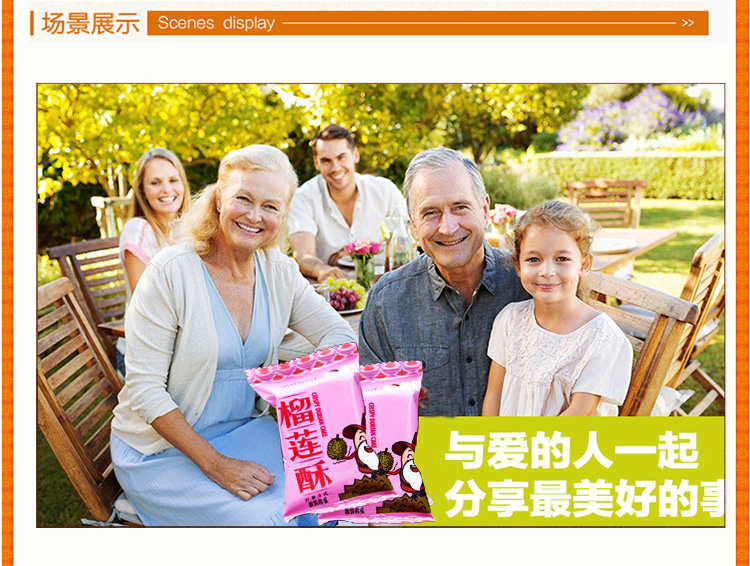 场景展示
Scenes display
>>
榴莲酥
CRISPY DURIAN CAKE
CRISPY DURIAN CAKE
与爱的人一起
分享最美好的事